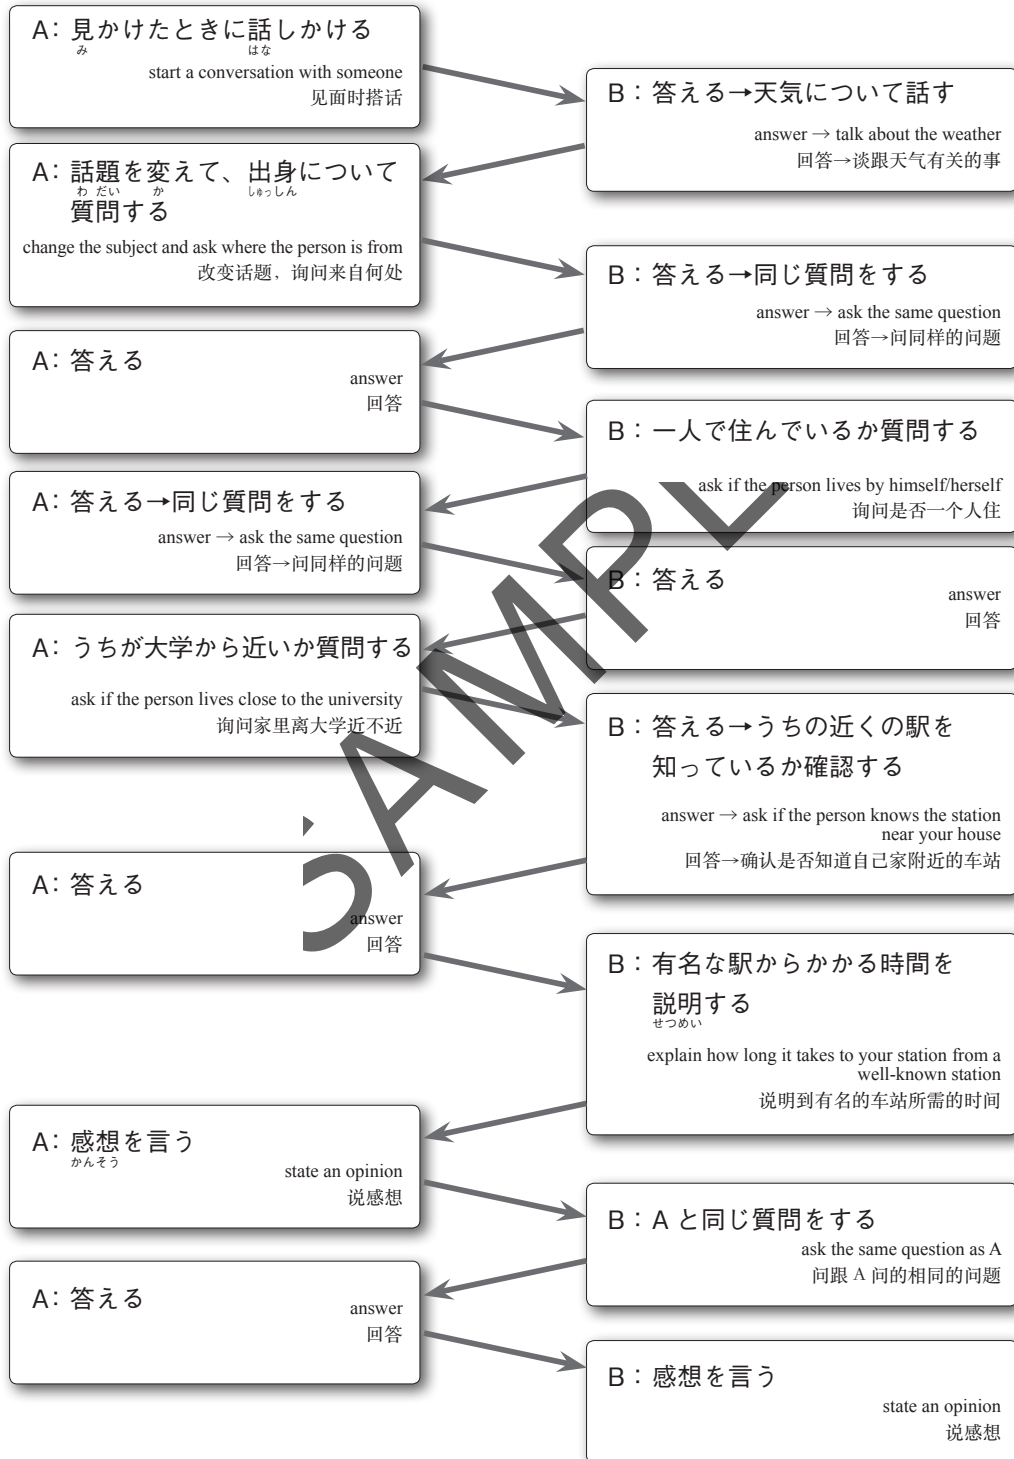 A：見かけたときに話しかける
み はな
start a conversation with someone
见面时搭话
B：答える→天気について話す
answer → talk about the weather
回答→谈跟天气有关的事
A：話題を変えて、出身について
わ だい か しゅっしん
質問する
change the subject and ask where the person is from
改变话题，询问来自何处
B：答える→同じ質問をする
answer → ask the same question
回答→问同样的问题
A：答える
answer
回答
B：一人で住んでいるか質問する
ask if the person lives by himself/herself
询问是否一个人住
A：答える→同じ質問をする
answer → ask the same question
回答→问同样的问题
B：答える
answer
回答
A：うちが大学から近いか質問する
ask if the person lives close to the university
询问家里离大学近不近
B：答える→うちの近くの駅を
知っているか確認する
answer → ask if the person knows the station
near your house
回答→确认是否知道自己家附近的车站
A：答える
answer
回答
B：有名な駅からかかる時間を
説明する
せつめい
explain how long it takes to your station from a
well-known station
说明到有名的车站所需的时间
A：感想を言う
かんそう
state an opinion
说感想
B：A と同じ質問をする
ask the same question as A
问跟 A 问的相同的问题
A：答える
answer
回答
B：感想を言う
state an opinion
说感想
SAMPLE